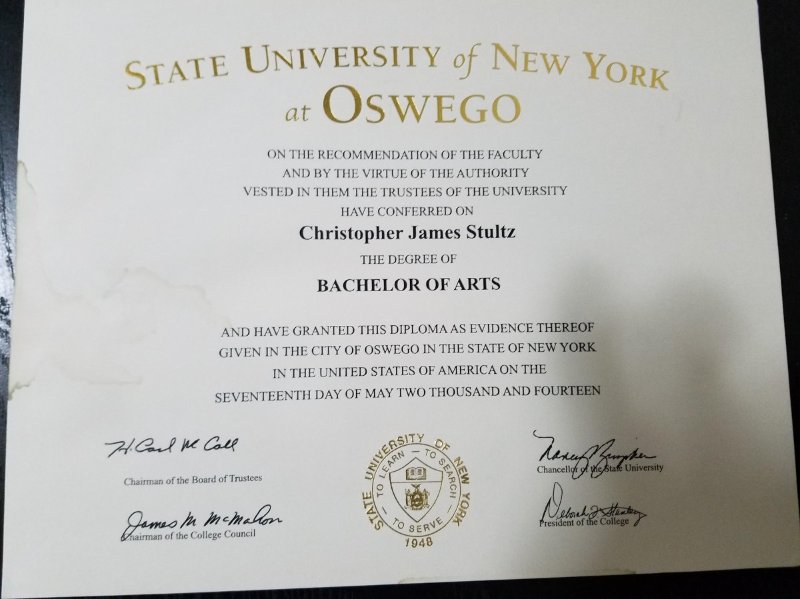 STATE UNIVERSITY of NEW YORK
at OSWEGO
ON THE RECOMMENDATION OF THE FACULTY
AND BY THE VIRTUE OF THE AUTHORITY
VESTED IN THEM THE TRUSTEES OF THE UNIVERSITY
HAVE CONFERRED ON
Christopher James Stultz
THE DEGREE OF
BACHELOR OF ARTS
AND HAVE GRANTED THIS DIPLOMA AS EVIDENCE THEREOF
GIVEN IN THE CITY OF OSWEGO IN THE STATE OF NEW YORK
IN THE UNITED STATES OF AMERICA ON THE
SEVENTEENTH DAY OF MAY TWO THOUSAND AND FOURTEEN
H. Carl McCall
Chairman of the Board of Trustees
James M McMahon
Chairman of the College Council
STATE UNIVERSITY OF NEW YORK
TO LEARN — TO SEARCH — TO SERVE
1948
Nancy Zimpher
Chancellor of the State University
Deborah F. Stanley
President of the College